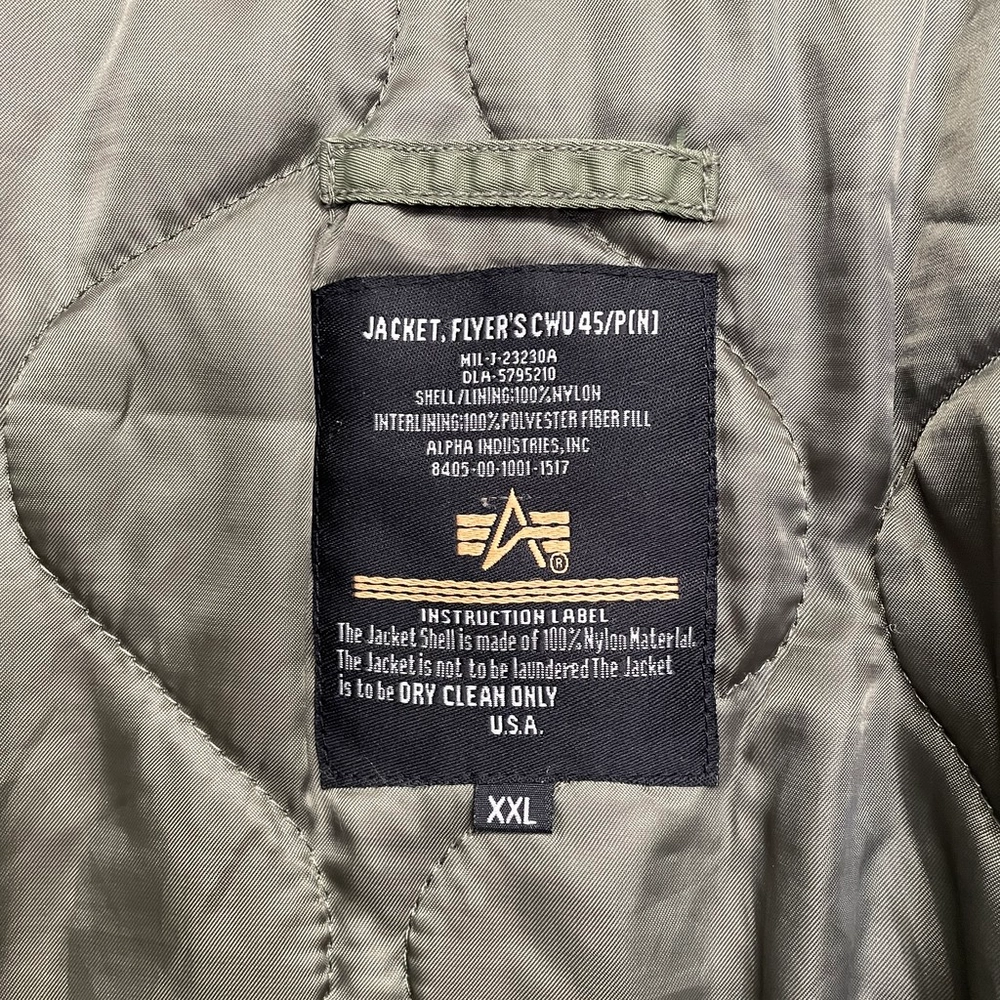 JACKET, FLYER'S CWU 45/P[N]
MIL-J-23230A
DLA-5795210
SHELL/LINING:100%NYLON
INTERLINING:100%POLYESTER FIBER FILL
ALPHA INDUSTRIES,INC
8405-00-1001-1517
A
®
INSTRUCTION LABEL
The Jacket Shell is made of 100%Nylon Material.
The Jacket is not to be laundered The Jacket
is to be DRY CLEAN ONLY
U.S.A.
XXL